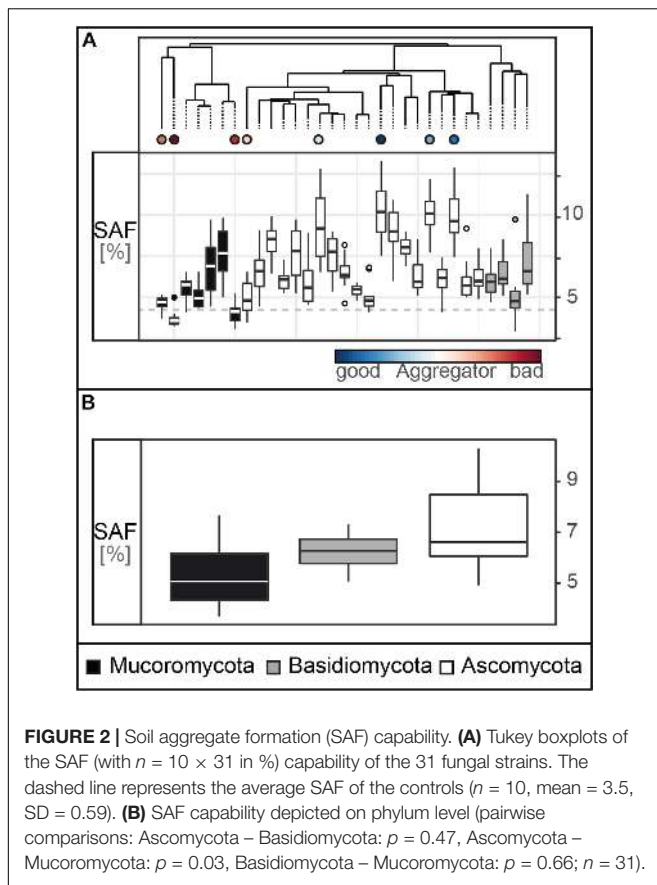 A
SAF
[%]
10
5
good Aggregator bad
B
SAF
[%]
9
7
5
Mucoromycota Basidiomycota Ascomycota
FIGURE 2 | Soil aggregate formation (SAF) capability. (A) Tukey boxplots of
the SAF (with n = 10 × 31 in %) capability of the 31 fungal strains. The
dashed line represents the average SAF of the controls (n = 10, mean = 3.5,
SD = 0.59). (B) SAF capability depicted on phylum level (pairwise
comparisons: Ascomycota – Basidiomycota: p = 0.47, Ascomycota –
Mucoromycota: p = 0.03, Basidiomycota – Mucoromycota: p = 0.66; n = 31).